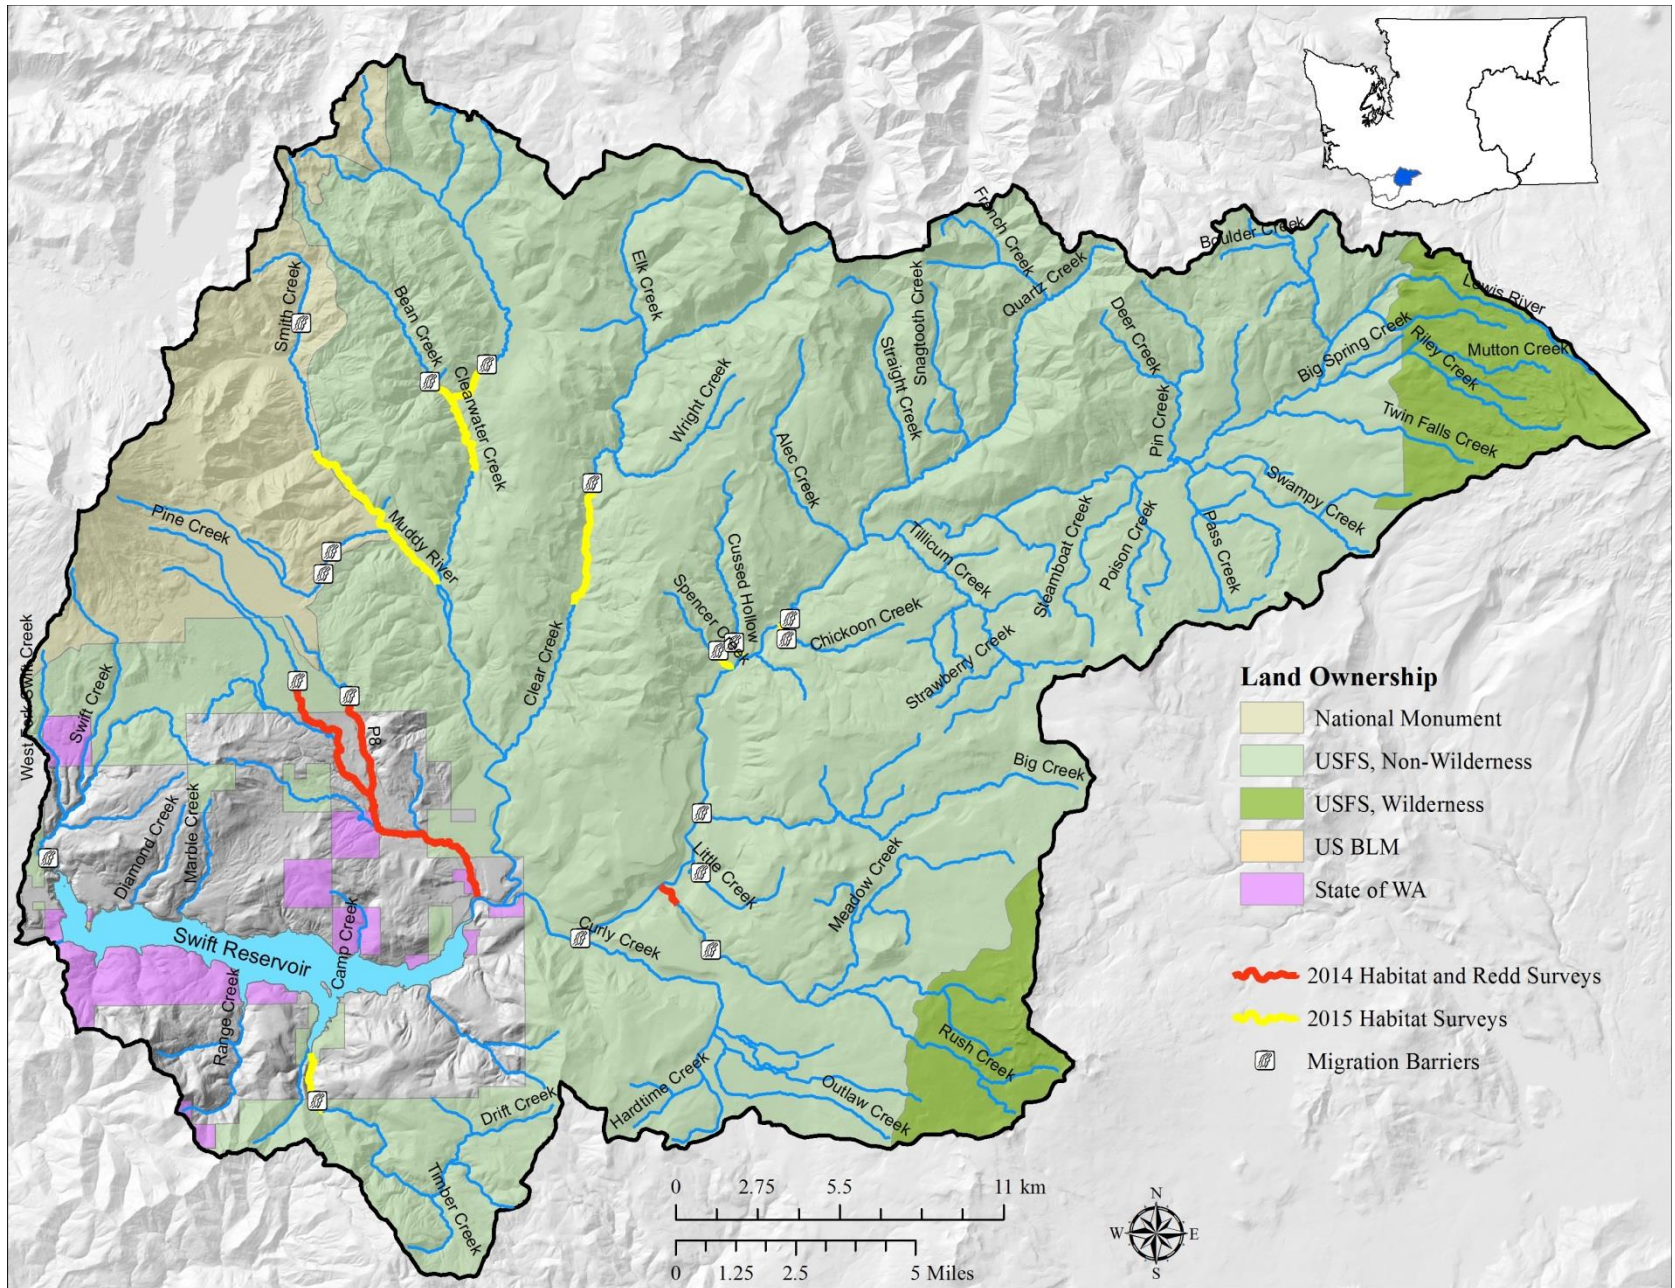 French Creek
Boulder Creek
Quartz Creek
Lewis River
Elk Creek
Smith Creek
Bean Creek
Snagtooth Creek
Straight Creek
Deer Creek
Big Spring Creek
Riley Creek
Mutton Creek
Clearwater Creek
Wright Creek
Alec Creek
Pin Creek
Twin Falls Creek
Swampy Creek
Pine Creek
Muddy River
Cussed Hollow
Tillicum Creek
Steamboat Creek
Poison Creek
Pass Creek
Spencer Creek
Chickoon Creek
Strawberry Creek
Clear Creek
West Fork Swift Creek
Swift Creek
P8
Big Creek
Diamond Creek
Marble Creek
Little Creek
Meadow Creek
Swift Reservoir
Camp Creek
Curly Creek
Range Creek
Rush Creek
Hardtime Creek
Outlaw Creek
Drift Creek
Timber Creek
Land Ownership
National Monument
USFS, Non-Wilderness
USFS, Wilderness
US BLM
State of WA
2014 Habitat and Redd Surveys
2015 Habitat Surveys
Migration Barriers
0 2.75 5.5 11 km
0 1.25 2.5 5 Miles
N
W E
S